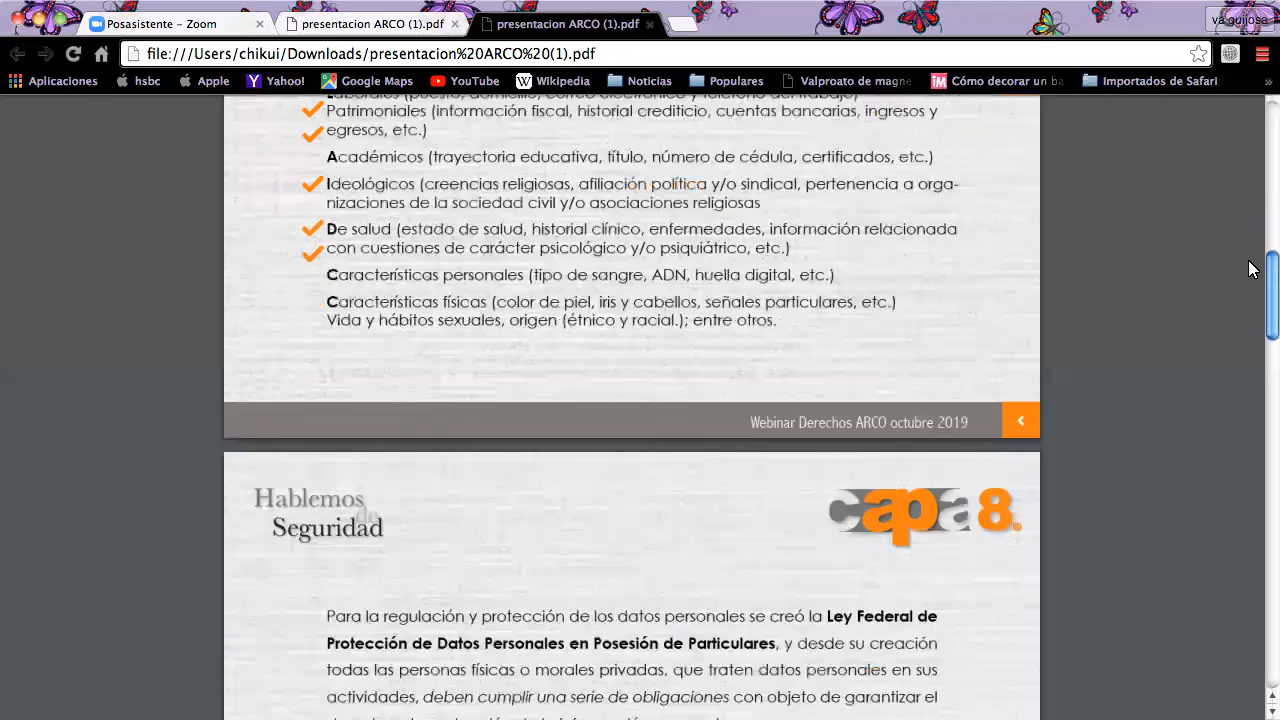 Posasistente – Zoom
presentacion ARCO (1).pdf
presentacion ARCO (1).pdf
va guijosa
file:///Users/chikui/Downloads/presentacion%20ARCO%20(1).pdf
Aplicaciones
hsbc
Apple
Yahoo!
Google Maps
YouTube
Wikipedia
Noticias
Populares
Valproato de magne
Cómo decorar un ba
Importados de Safari
»
Patrimoniales (información fiscal, historial crediticio, cuentas bancarias, ingresos y
egresos, etc.)
Académicos (trayectoria educativa, título, número de cédula, certificados, etc.)
Ideológicos (creencias religiosas, afiliación política y/o sindical, pertenencia a orga-
nizaciones de la sociedad civil y/o asociaciones religiosas
De salud (estado de salud, historial clínico, enfermedades, información relacionada
con cuestiones de carácter psicológico y/o psiquiátrico, etc.)
Características personales (tipo de sangre, ADN, huella digital, etc.)
Características físicas (color de piel, iris y cabellos, señales particulares, etc.)
Vida y hábitos sexuales, origen (étnico y racial.); entre otros.
Webinar Derechos ARCO octubre 2019
Hablemos
de
Seguridad
capa8
Para la regulación y protección de los datos personales se creó la Ley Federal de
Protección de Datos Personales en Posesión de Particulares, y desde su creación
todas las personas físicas o morales privadas, que traten datos personales en sus
actividades, deben cumplir una serie de obligaciones con objeto de garantizar el